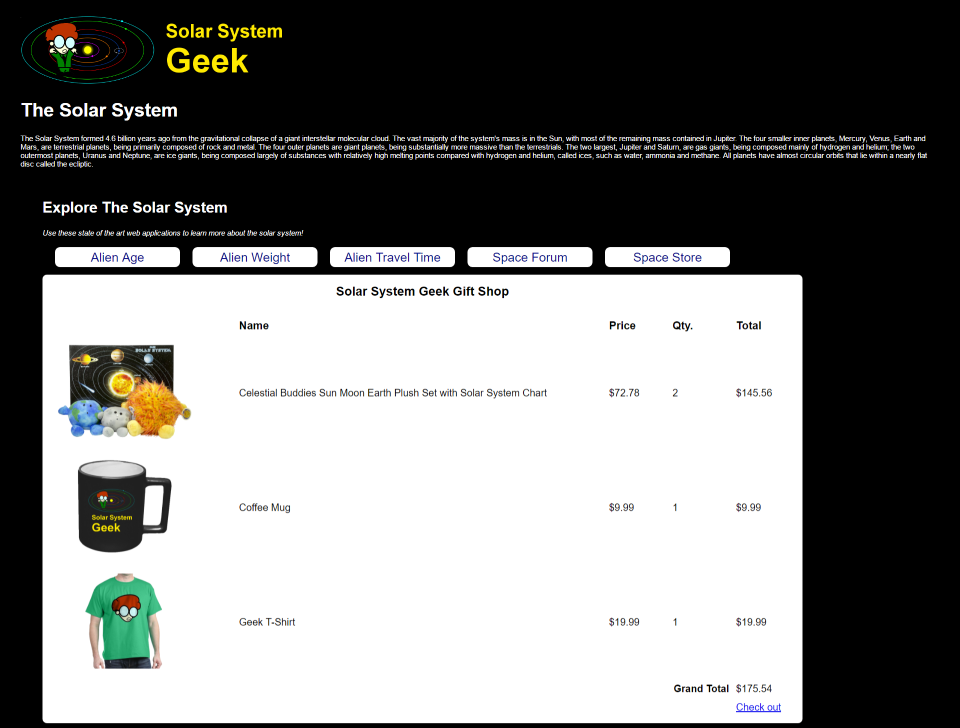 Solar System
Geek
The Solar System
The Solar System formed 4.6 billion years ago from the gravitational collapse of a giant interstellar molecular cloud. The vast majority of the system's mass is in the Sun, with most of the remaining mass contained in Jupiter. The four smaller inner planets, Mercury, Venus, Earth and
Mars, are terrestrial planets, being primarily composed of rock and metal. The four outer planets are giant planets, being substantially more massive than the terrestrials. The two largest, Jupiter and Saturn, are gas giants, being composed mainly of hydrogen and helium; the two
outermost planets, Uranus and Neptune, are ice giants, being composed largely of substances with relatively high melting points compared with hydrogen and helium, called ices, such as water, ammonia and methane. All planets have almost circular orbits that lie within a nearly flat
disc called the ecliptic.
Explore The Solar System
Use these state of the art web applications to learn more about the solar system!
Alien Age Alien Weight Alien Travel Time Space Forum Space Store
Solar System Geek Gift Shop
Name Price Qty. Total
SOLAR SYSTEM
Celestial Buddies Sun Moon Earth Plush Set with Solar System Chart $72.78 2 $145.56
Solar System
Geek
Coffee Mug $9.99 1 $9.99
Geek T-Shirt $19.99 1 $19.99
Grand Total $175.54
Check out